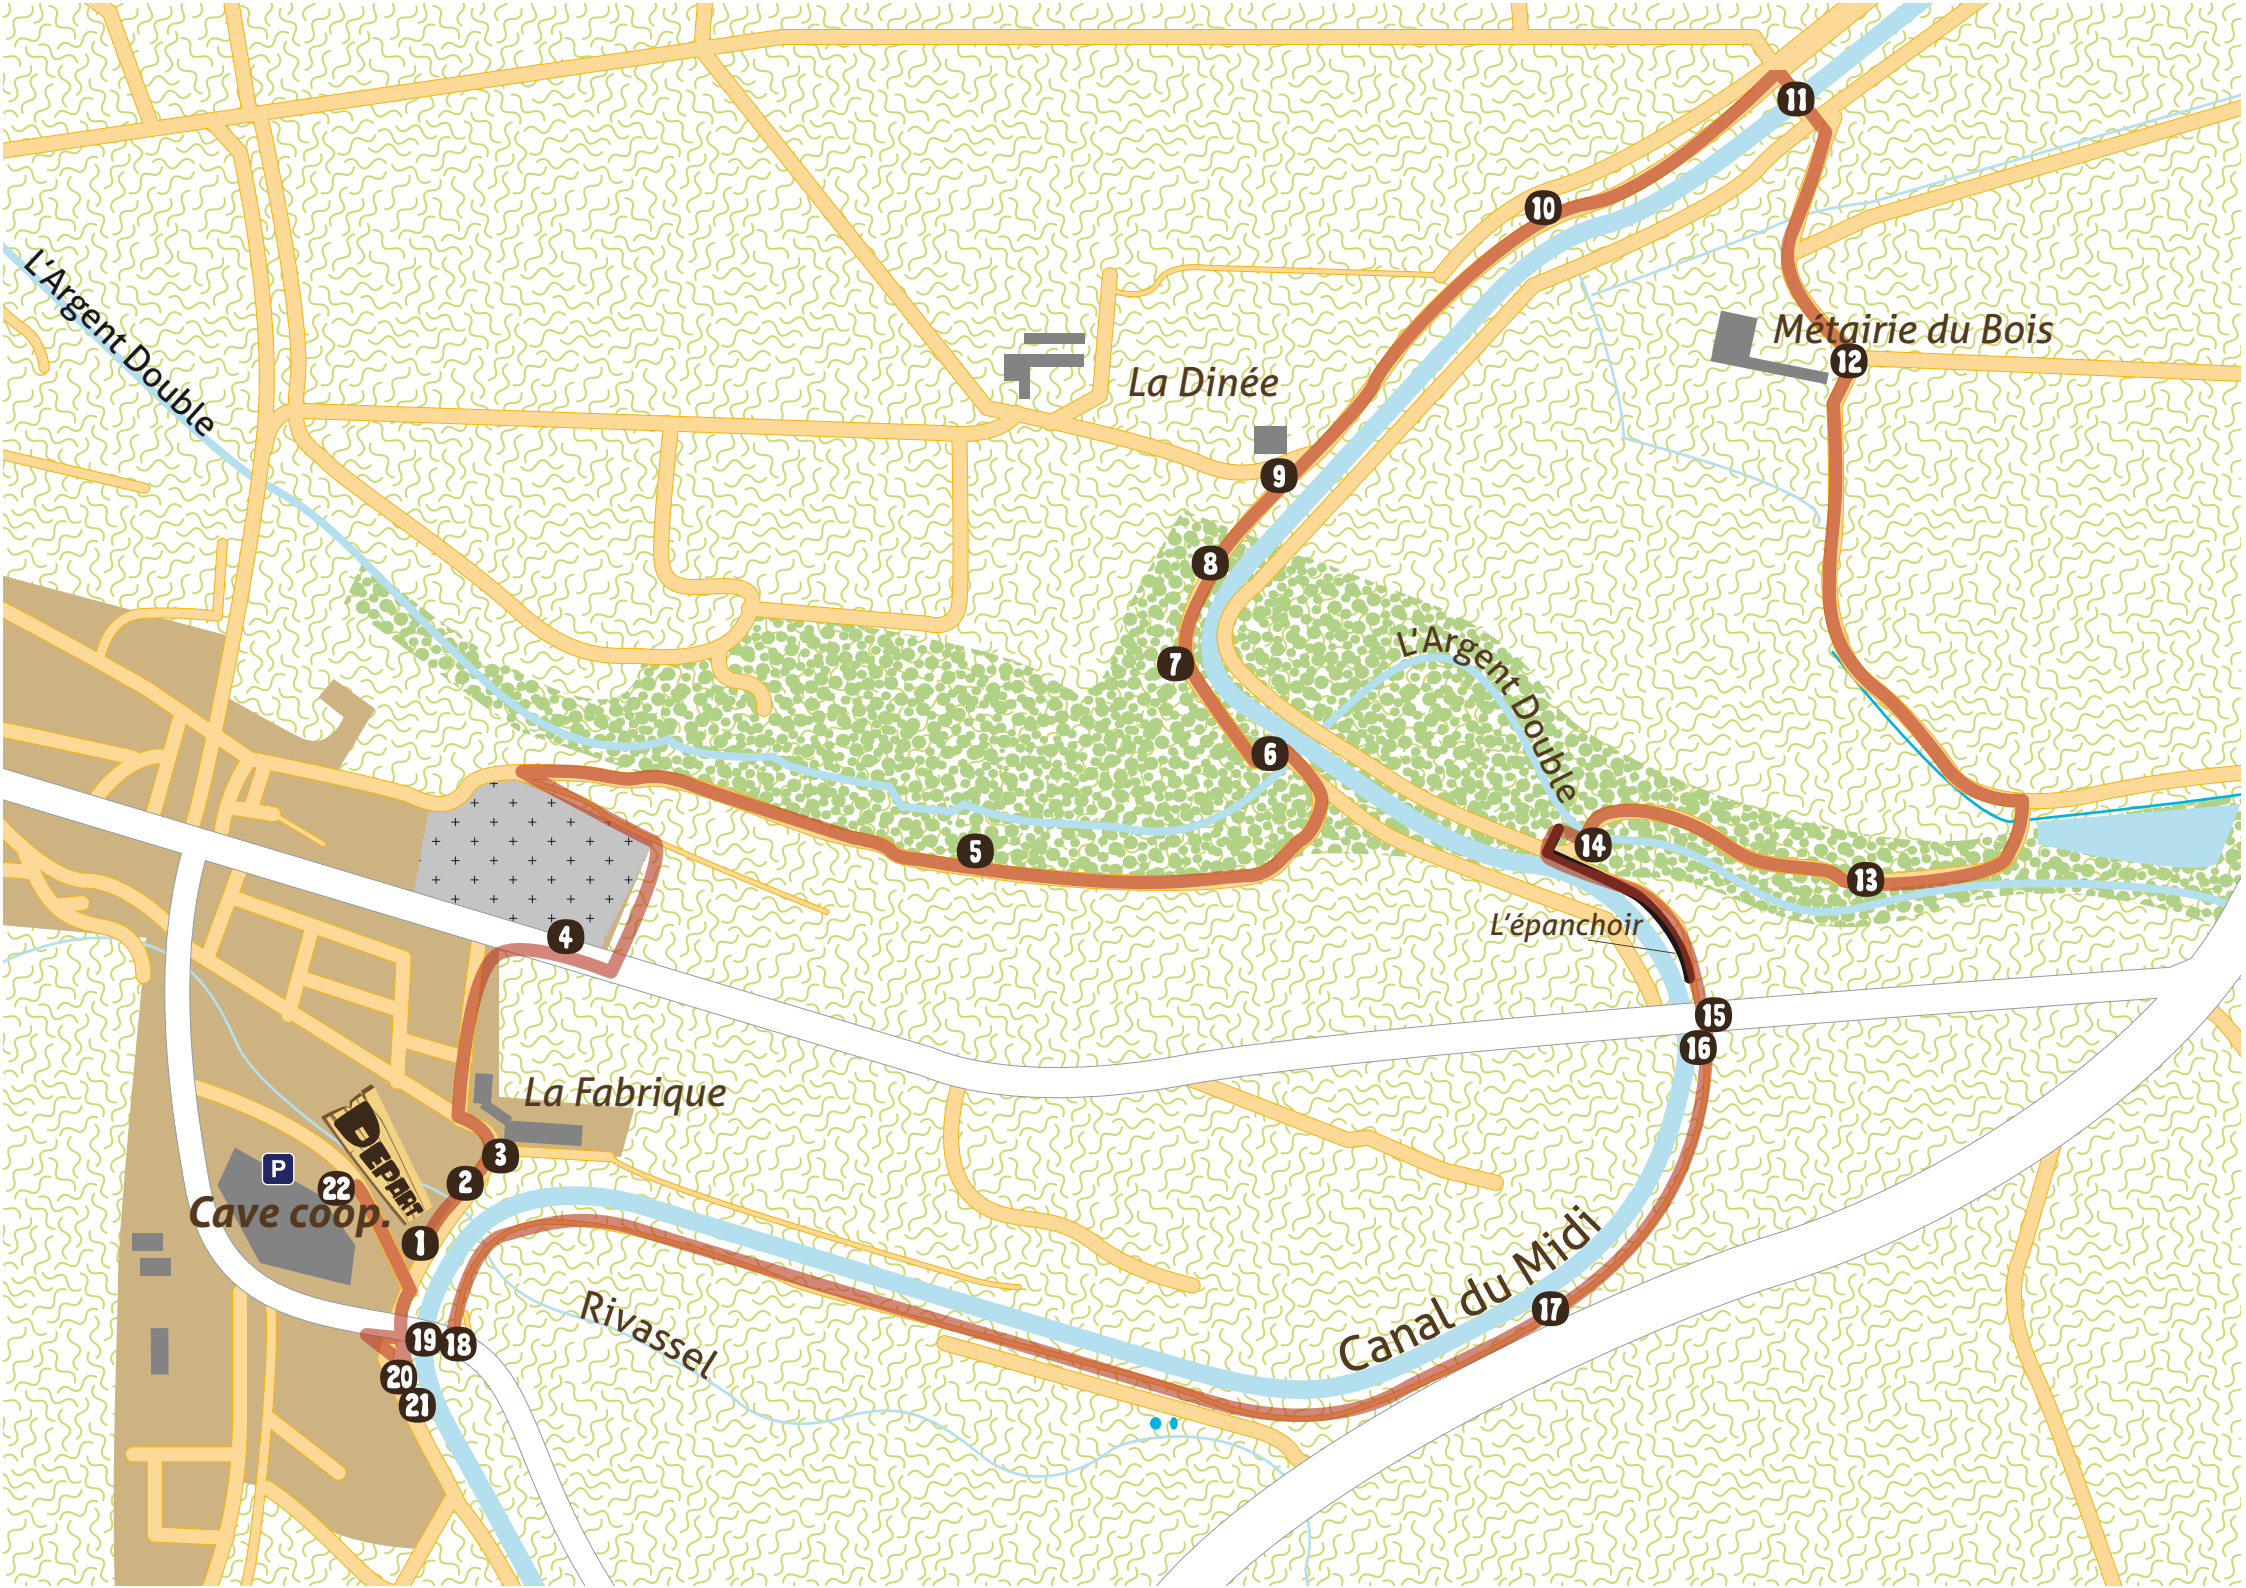 11
10
L'Argent Double
Métairie du Bois
12
La Dinée
9
8
L'Argent Double
7
6
14
5
13
L'épanchoir
4
15
16
La Fabrique
DEPART
3
P
2
22
Cave coop.
1
Canal du Midi
Rivassel
17
19
18
20
21